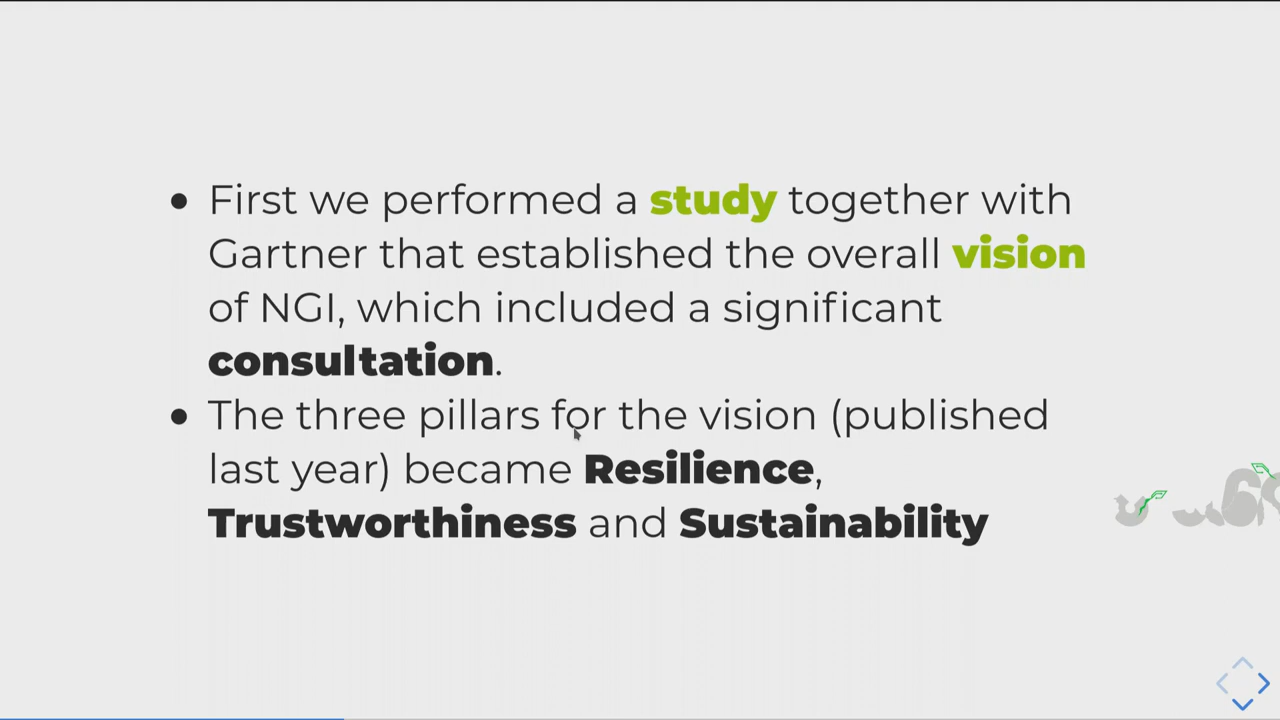 ● First we performed a study together with
Gartner that established the overall vision
of NGI, which included a significant
consultation.
● The three pillars for the vision (published
last year) became Resilience,
Trustworthiness and Sustainability